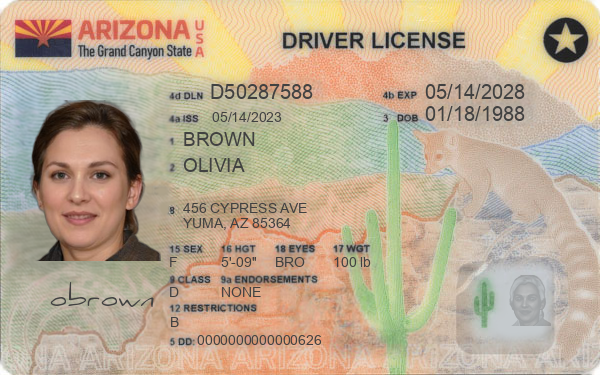 ARIZONA USA
The Grand Canyon State
DRIVER LICENSE
4d DLN D50287588
4b EXP 05/14/2028
4a ISS 05/14/2023
3 DOB 01/18/1988
1 BROWN
2 OLIVIA
8 456 CYPRESS AVE
YUMA, AZ 85364
15 SEX 16 HGT 18 EYES 17 WGT
F 5'-09" BRO 100 lb
9 CLASS 9a ENDORSEMENTS
D NONE
12 RESTRICTIONS
B
obrown
5 DD: 0000000000000626
ONA ARIZONA ARIZONA ARIZONA ARIZONA ARIZ